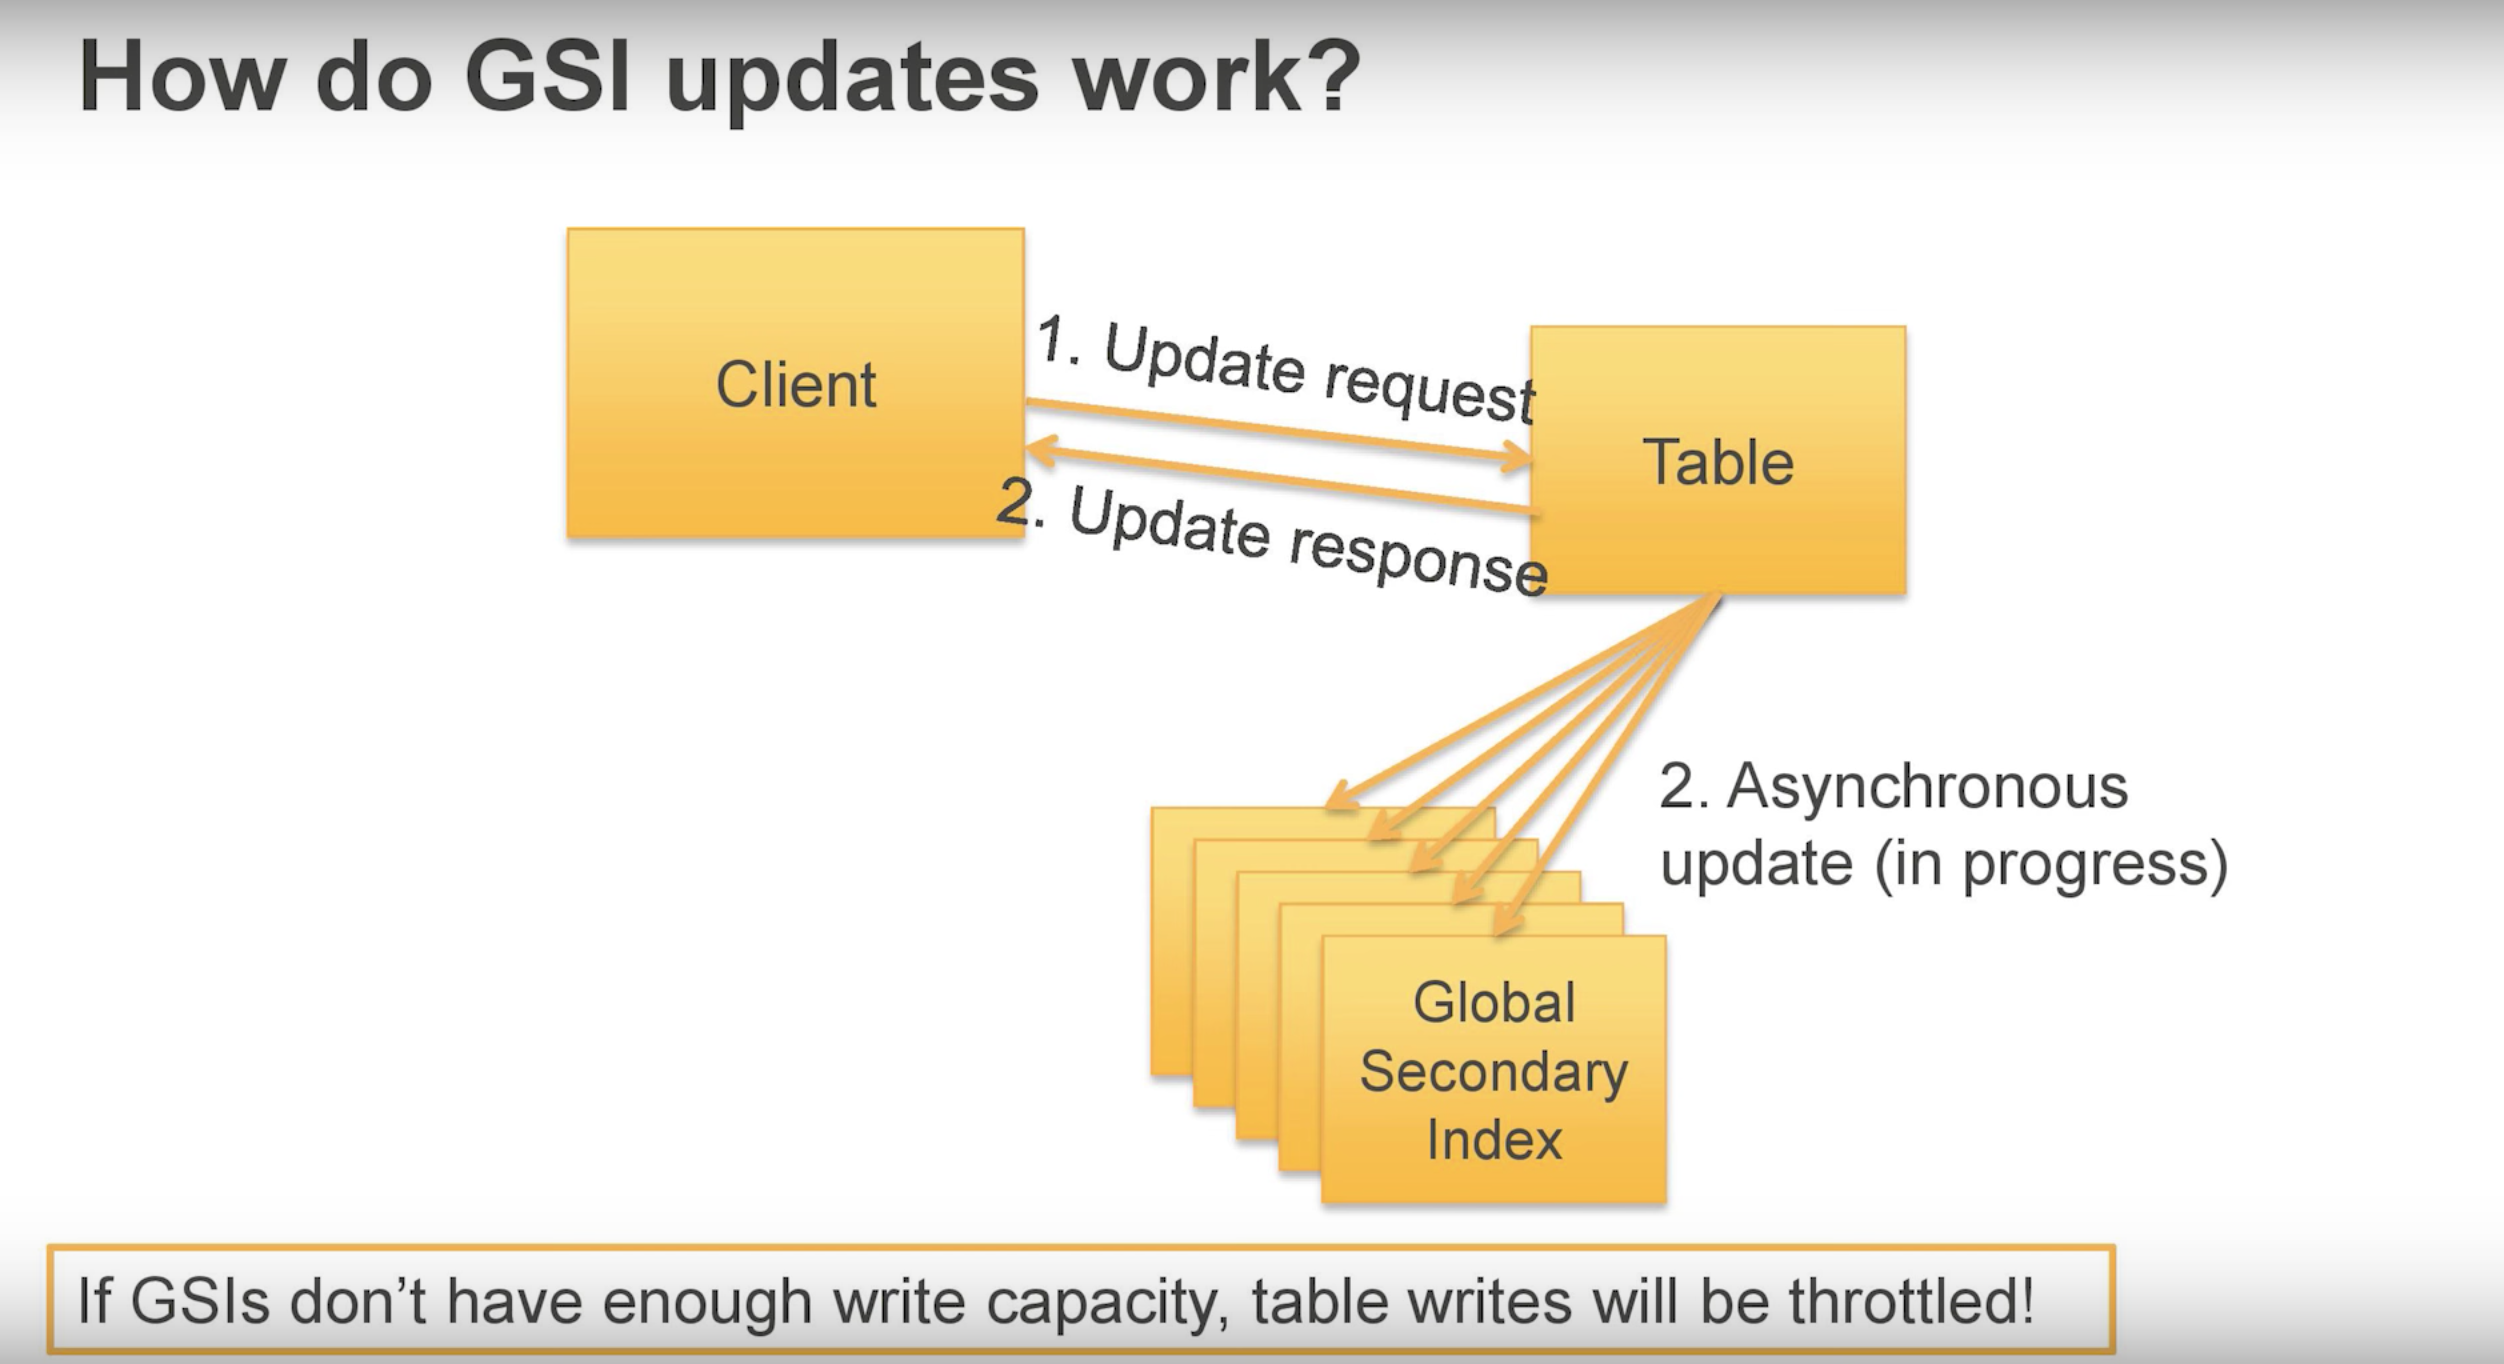 How do GSI updates work?
Client
1. Update request
Table
2. Update response
2. Asynchronous
update (in progress)
Global
Secondary
Index
If GSIs don’t have enough write capacity, table writes will be throttled!